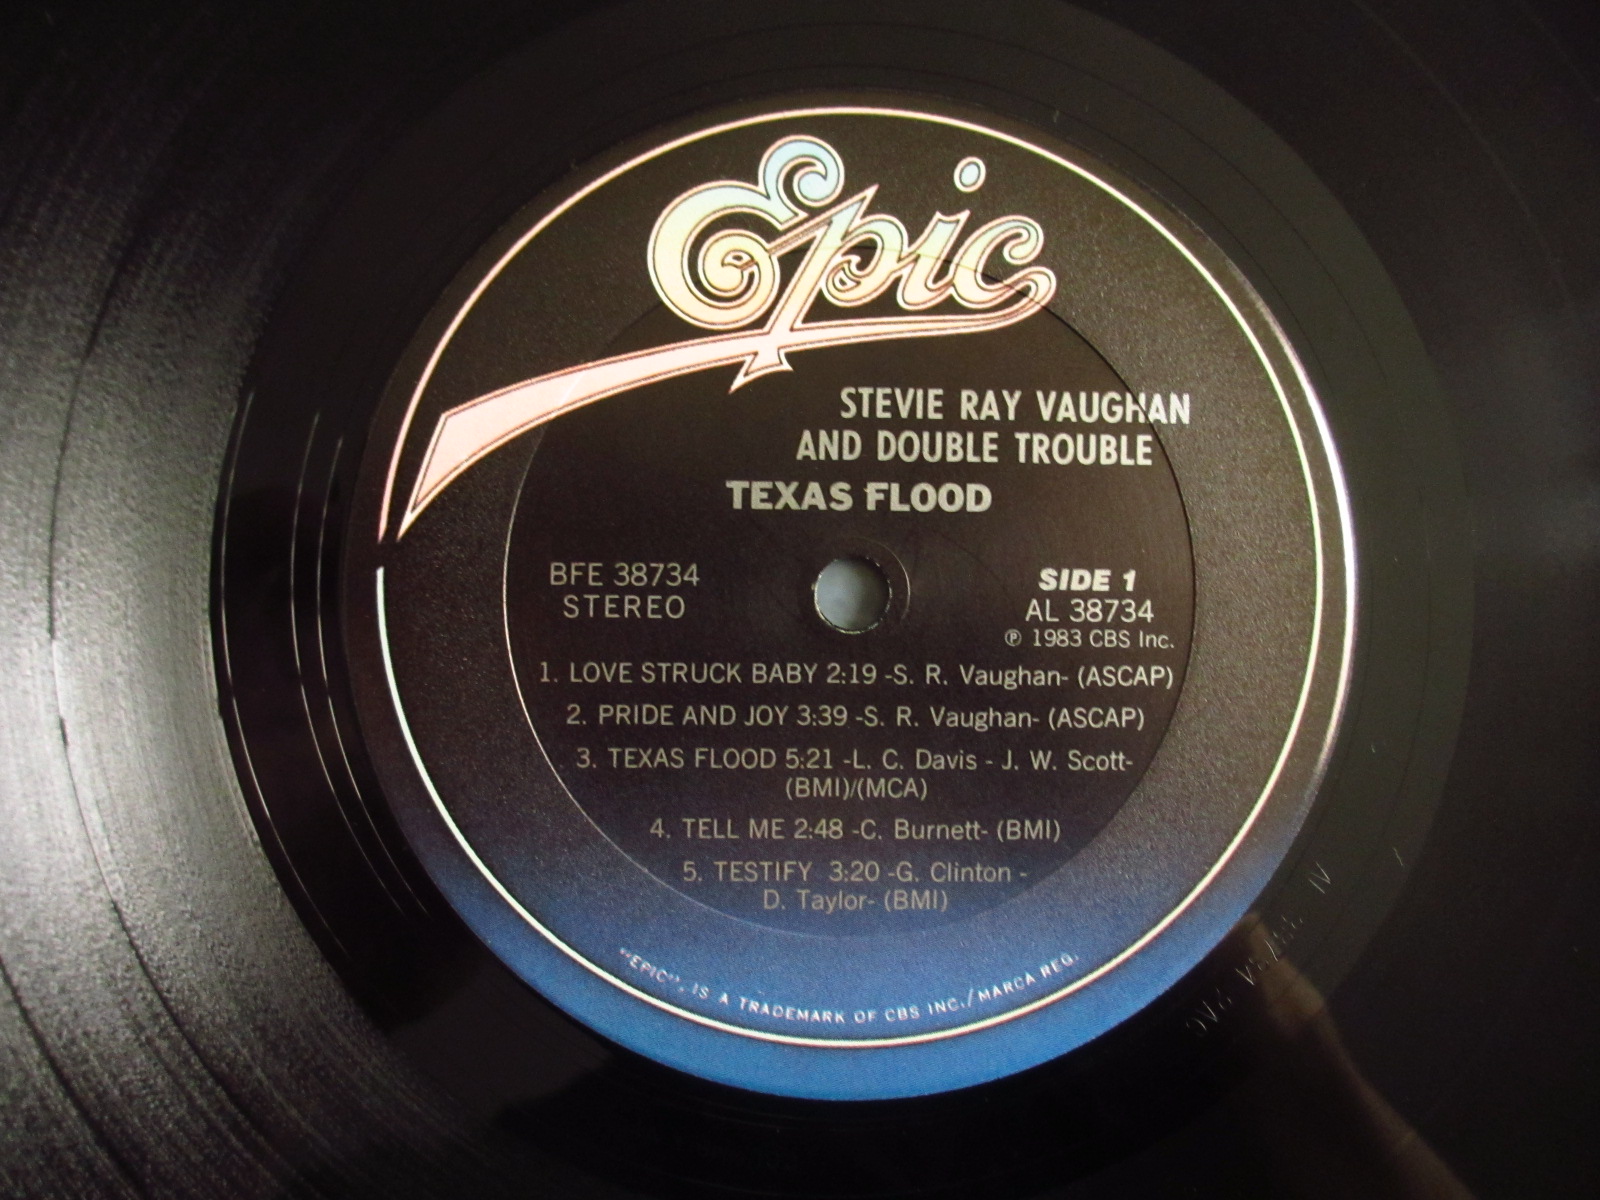 Epic
STEVIE RAY VAUGHAN
AND DOUBLE TROUBLE
TEXAS FLOOD
BFE 38734
STEREO
SIDE 1
AL 38734
℗ 1983 CBS Inc.
1. LOVE STRUCK BABY 2:19 -S. R. Vaughan- (ASCAP)
2. PRIDE AND JOY 3:39 -S. R. Vaughan- (ASCAP)
3. TEXAS FLOOD 5:21 -L. C. Davis - J. W. Scott-
(BMI)/(MCA)
4. TELL ME 2:48 -C. Burnett- (BMI)
5. TESTIFY 3:20 -G. Clinton -
D. Taylor- (BMI)
"EPIC", IS A TRADEMARK OF CBS INC./MARCA REG.